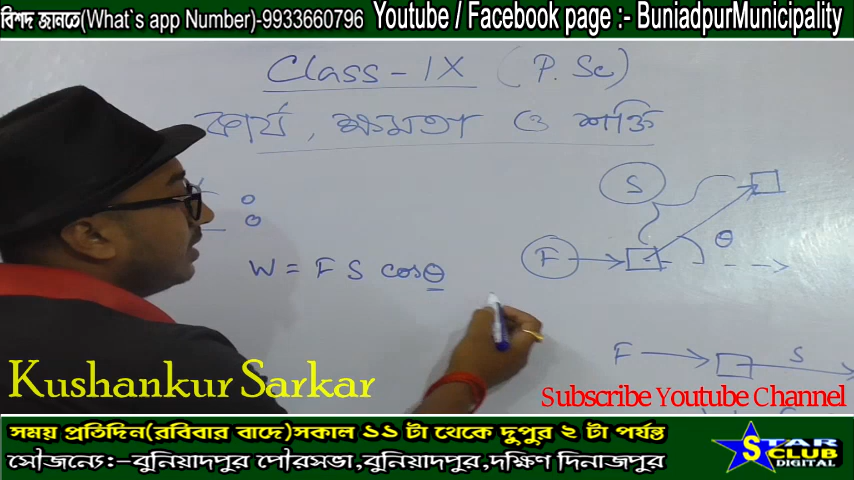 বিশদ জানতে(What`s app Number)-9933660796 Youtube / Facebook page :- BuniadpurMunicipality
Class - IX (P. Sc)
কার্য, ক্ষমতা ও শক্তি
S
θ
F
W = F S cosθ
F S
Kushankur Sarkar
Subscribe Youtube Channel
সময় প্রতিদিন(রবিবার বাদে)সকাল ১১ টা থেকে দুপুর ২ টা পর্যন্ত
সৌজন্যে:-বুনিয়াদপুর পৌরসভা,বুনিয়াদপুর,দক্ষিণ দিনাজপুর
STAR CLUB DIGITAL